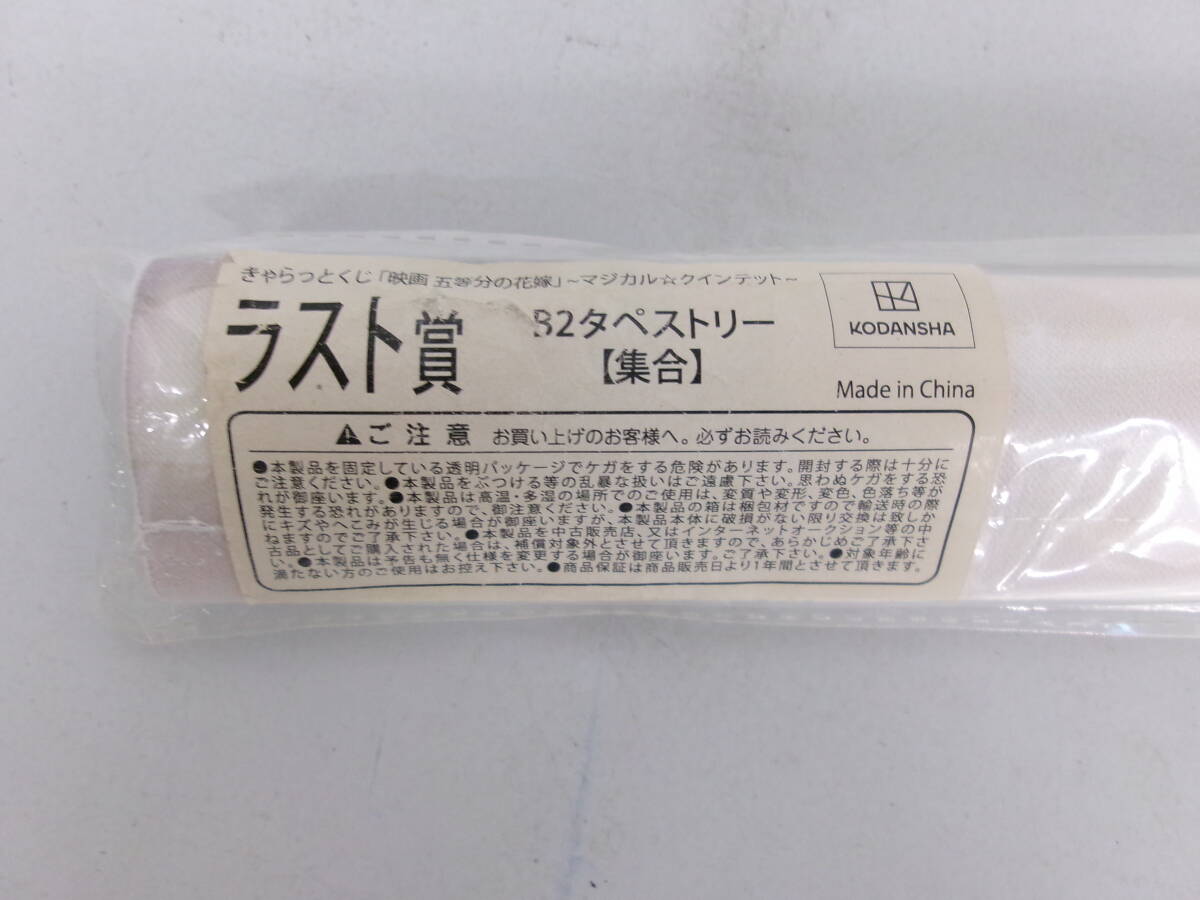 きゃらっとくじ「映画 五等分の花嫁」~マジカル☆クインテット~
ラスト賞
B2タペストリー
【集合】
KODANSHA
Made in China
ご注意 お買い上げのお客様へ。必ずお読みください。
●本製品を固定している透明パッケージでケガをする危険があります。開封する際は十分に
ご注意ください。●本製品をぶつける等の乱暴な扱いはご遠慮下さい。思わぬケガをする恐
れが御座います。●本製品は高温・多湿の場所でのご使用は、変質や変形、変色、色落ち等が
発生する恐れがありますので、御注意ください。●本製品の箱は梱包材ですので輸送時の際
にキズやへこみが生じる場合が御座いますが、本製品本体に破損がない限り交換は致しか
ねますのでご了承下さい。●本製品を中古販売店、又はインターネットオークション等の中
古品としてご購入された場合は、補償対象外とさせて頂きますので、あらかじめご了承下さ
い。●本製品は予告も無く仕様を変更する場合が御座います。ご了承下さい。●対象年齢に
満たない方のご使用はお控え下さい。●商品保証は商品販売日より1年間とさせて頂きます。